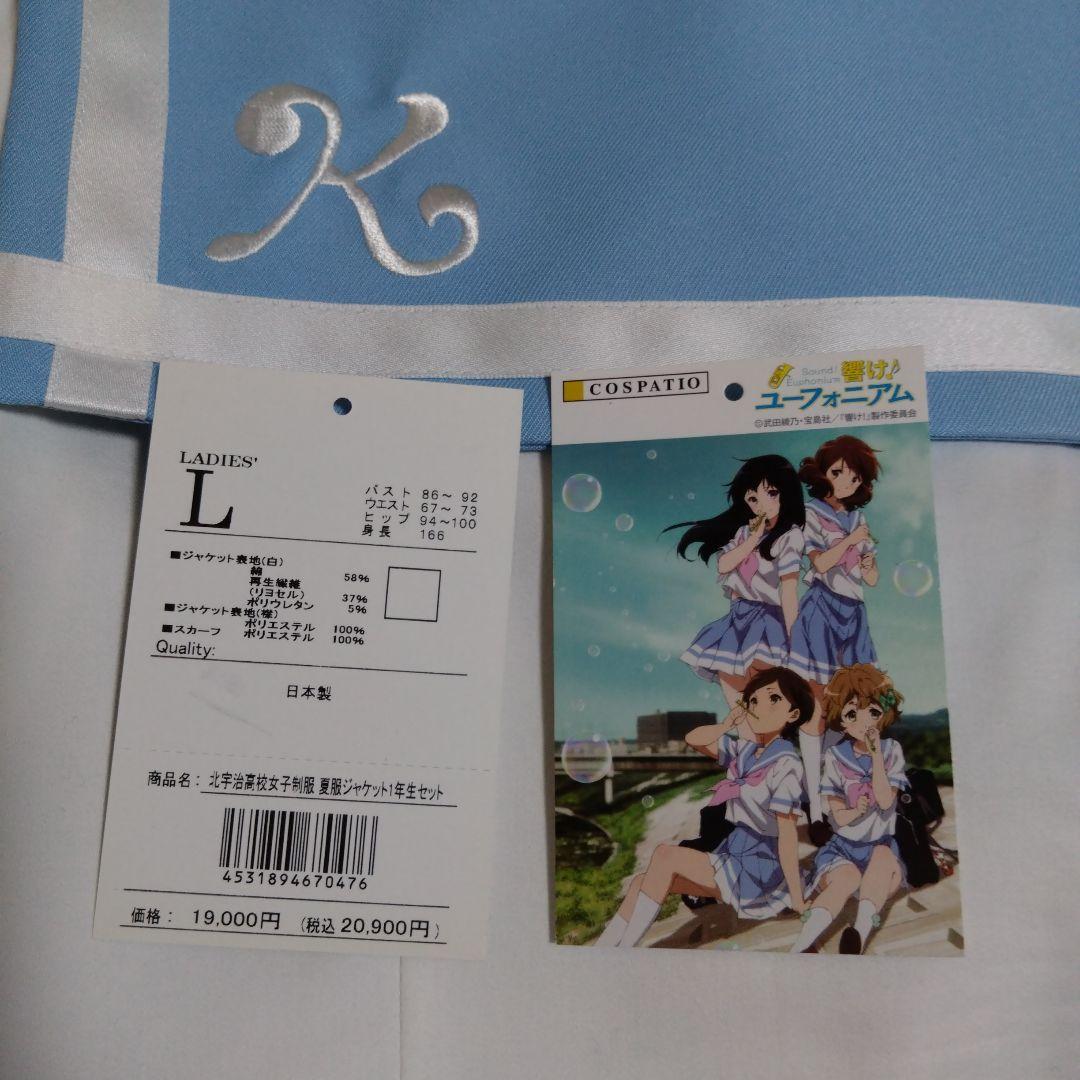 K
LADIES'
L
バスト 86～ 92
ウエスト 67～ 73
ヒップ 94～100
身長 166
■ジャケット表地(白)
綿 58%
再生繊維
(リヨセル) 37%
ポリウレタン 5%
■ジャケット表地(襟)
ポリエステル 100%
■スカーフ ポリエステル 100%
Quality:
日本製
商品名： 北宇治高校女子制服 夏服ジャケット1年生セット
4531894670476
価格： 19,000円 (税込 20,900円)
COSPATIO
Sound! Euphonium
響け!
ユーフォニアム
©武田綾乃・宝島社／『響け!』製作委員会